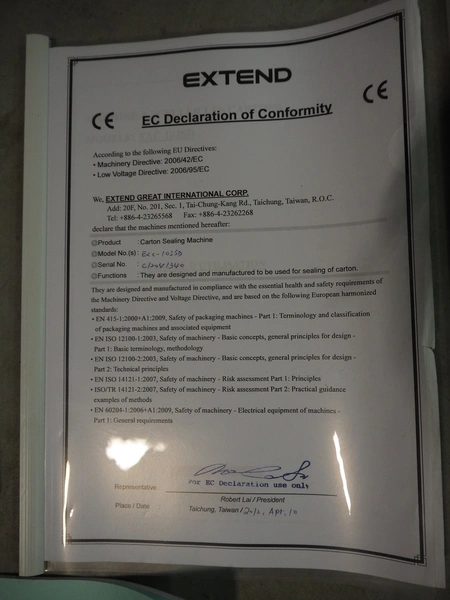 EXTEND
CE
EC Declaration of Conformity
CE
According to the following EU Directives:
• Machinery Directive: 2006/42/EC
• Low Voltage Directive: 2006/95/EC
We, EXTEND GREAT INTERNATIONAL CORP.
Add: 20F, No. 201, Sec. 1, Tai-Chung-Kang Rd., Taichung, Taiwan, R.O.C.
Tel: +886-4-23265568 Fax: +886-4-23262268
declare that the machines mentioned hereafter:
◎Product : Carton Sealing Machine
◎Model No.(s):
◎Serial No. :
◎Functions : They are designed and manufactured to be used for sealing of carton.
They are designed and manufactured in compliance with the essential health and safety requirements of
the Machinery Directive and Voltage Directive, and are based on the following European harmonized
standards:
• EN 415-1:2000+A1:2009, Safety of packaging machines - Part 1: Terminology and classification
of packaging machines and associated equipment
• EN ISO 12100-1:2003, Safety of machinery - Basic concepts, general principles for design -
Part 1: Basic terminology, methodology
• EN ISO 12100-2:2003, Safety of machinery - Basic concepts, general principles for design -
Part 2: Technical principles
• EN ISO 14121-1:2007, Safety of machinery - Risk assessment Part 1: Principles
• ISO/TR 14121-2:2007, Safety of machinery - Risk assessment Part 2: Practical guidance
examples of methods
• EN 60204-1:2006+A1:2009, Safety of machinery - Electrical equipment of machines -
Part 1: General requirements
For EC Declaration use only
Representative
Robert Lai / President
Place / Date Taichung, Taiwan / 2010, Apr, 10